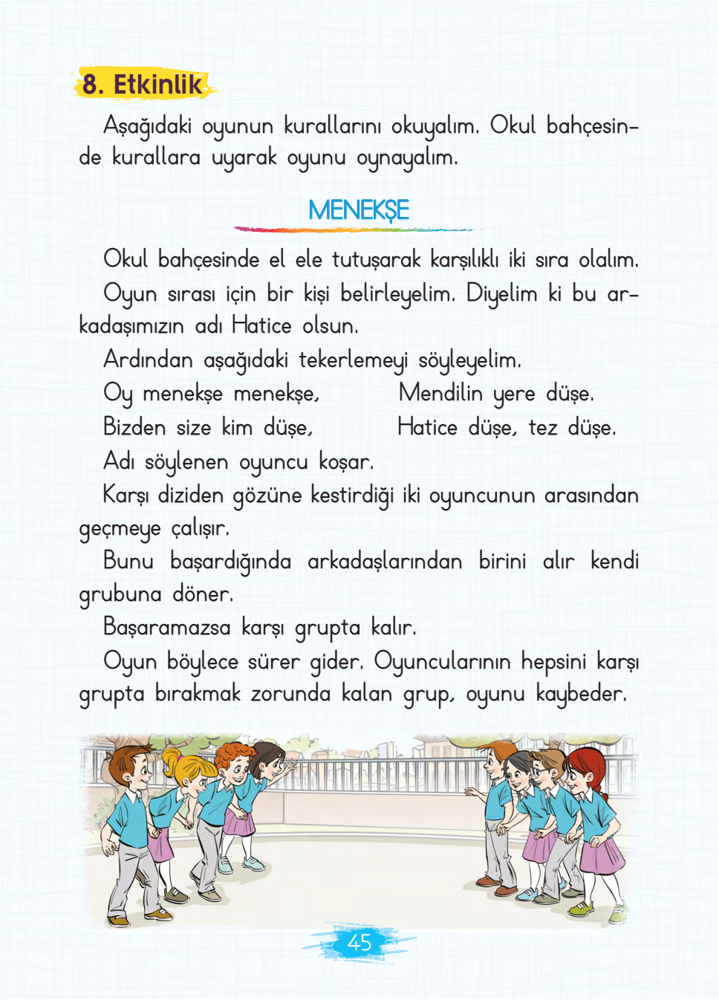 8. Etkinlik
Aşağıdaki oyunun kurallarını okuyalım. Okul bahçesin-
de kurallara uyarak oyunu oynayalım.
MENEKŞE
Okul bahçesinde el ele tutuşarak karşılıklı iki sıra olalım.
Oyun sırası için bir kişi belirleyelim. Diyelim ki bu ar-
kadaşımızın adı Hatice olsun.
Ardından aşağıdaki tekerlemeyi söyleyelim.
Oy menekşe menekşe, Mendilin yere düşe.
Bizden size kim düşe, Hatice düşe, tez düşe.
Adı söylenen oyuncu koşar.
Karşı diziden gözüne kestirdiği iki oyuncunun arasından
geçmeye çalışır.
Bunu başardığında arkadaşlarından birini alır kendi
grubuna döner.
Başaramazsa karşı grupta kalır.
Oyun böylece sürer gider. Oyuncularının hepsini karşı
grupta bırakmak zorunda kalan grup, oyunu kaybeder.
45